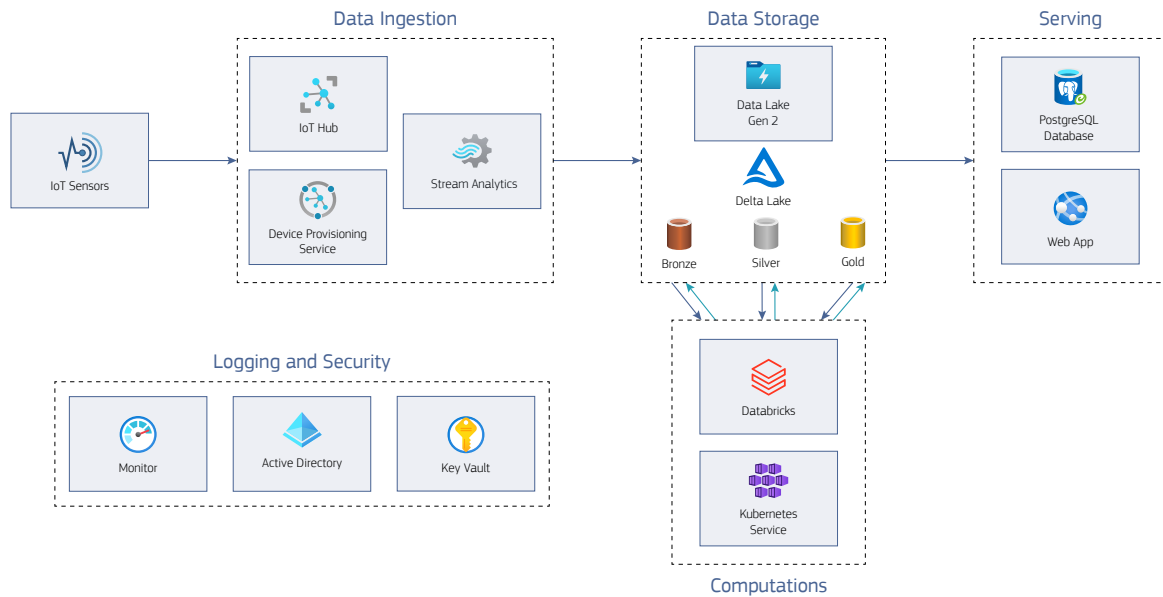 Data Ingestion
Data Storage
Serving
IoT Sensors
IoT Hub
Device Provisioning
Service
Stream Analytics
Data Lake
Gen 2
Delta Lake
Bronze
Silver
Gold
PostgreSQL
Database
Web App
Logging and Security
Monitor
Active Directory
Key Vault
Databricks
Kubernetes
Service
Computations